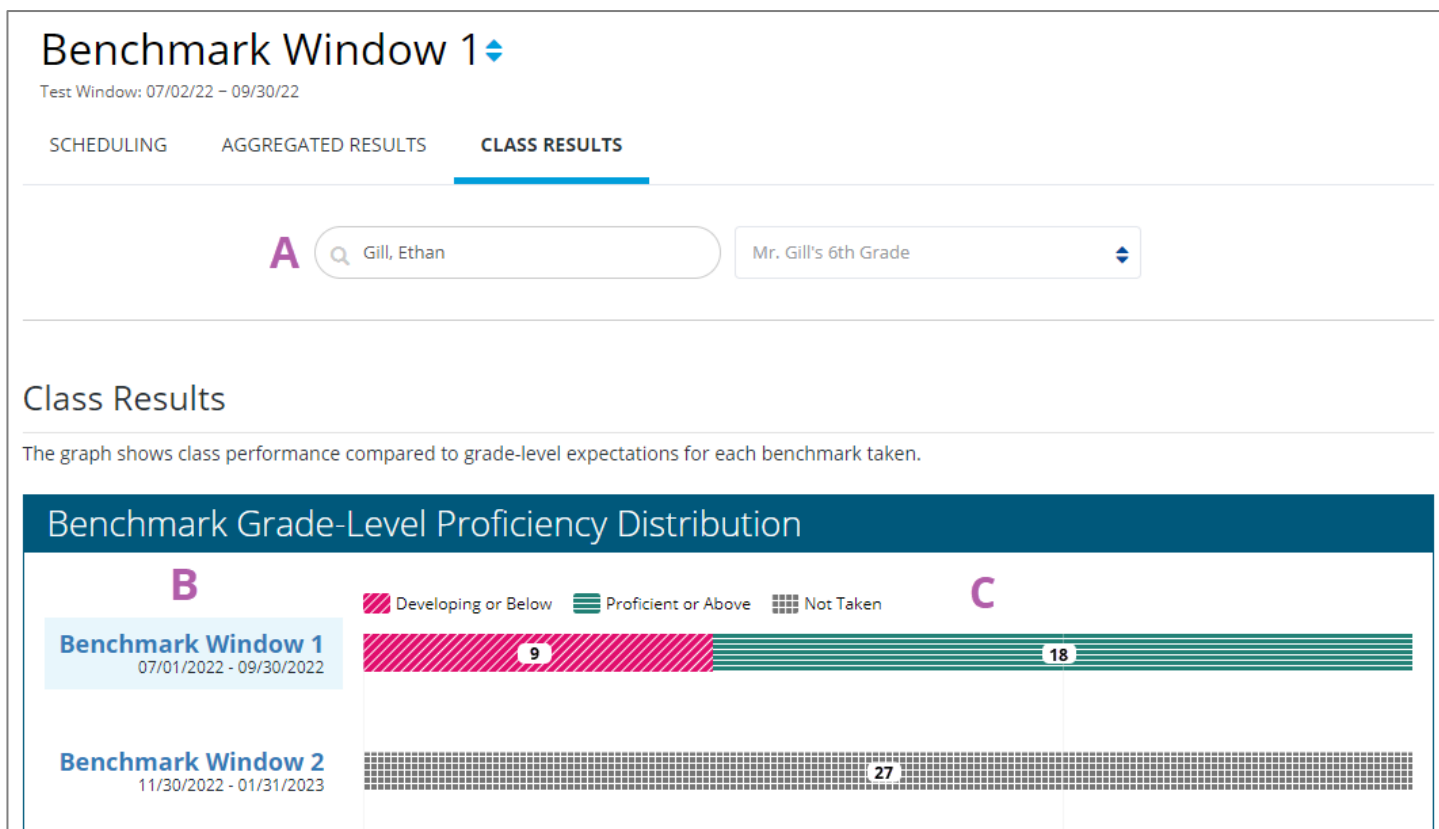 Benchmark Window 1
Test Window: 07/02/22 – 09/30/22
SCHEDULING AGGREGATED RESULTS CLASS RESULTS
A Gill, Ethan Mr. Gill's 6th Grade
Class Results
The graph shows class performance compared to grade-level expectations for each benchmark taken.
Benchmark Grade-Level Proficiency Distribution
B C
Developing or Below Proficient or Above Not Taken
Benchmark Window 1
07/01/2022 - 09/30/2022
9 18
Benchmark Window 2
11/30/2022 - 01/31/2023
27